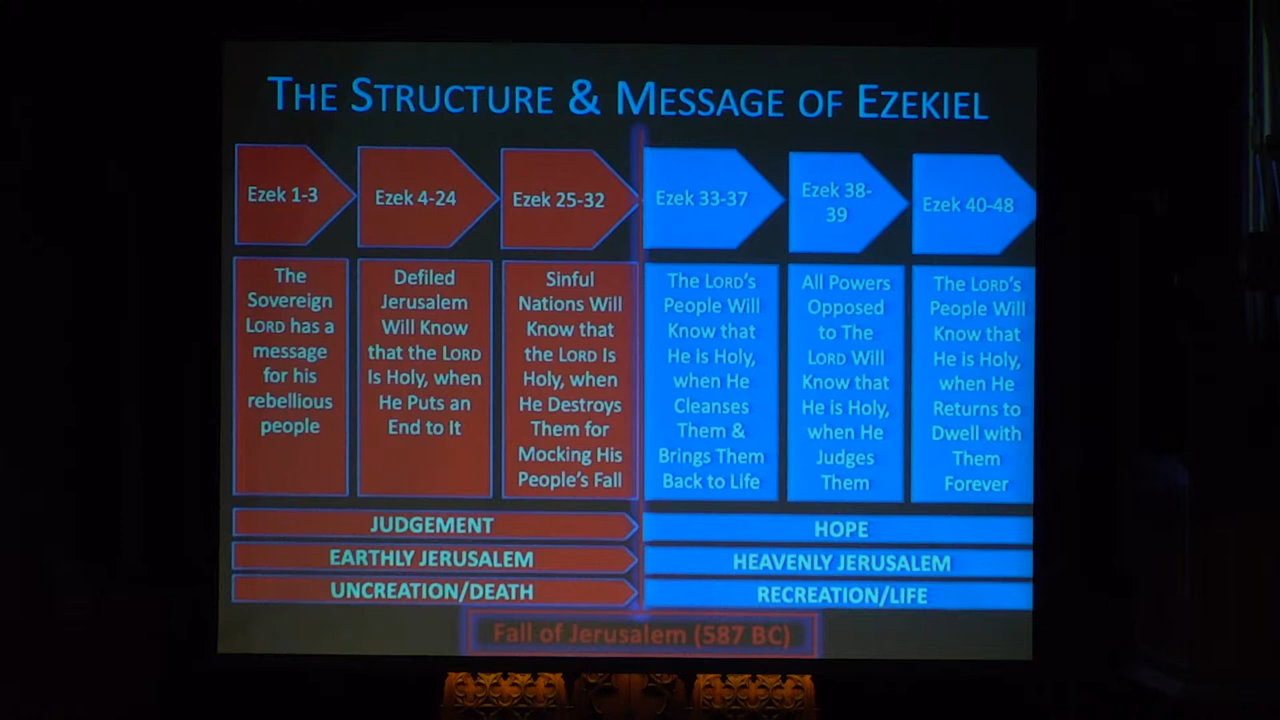 THE STRUCTURE & MESSAGE OF EZEKIEL
Ezek 1-3
Ezek 4-24
Ezek 25-32
Ezek 33-37
Ezek 38-
39
Ezek 40-48
The
Sovereign
LORD has a
message
for his
rebellious
people
Defiled
Jerusalem
Will Know
that the LORD
Is Holy, when
He Puts an
End to It
Sinful
Nations Will
Know that
the LORD Is
Holy, when
He Destroys
Them for
Mocking His
People's Fall
The LORD's
People Will
Know that
He is Holy,
when He
Cleanses
Them &
Brings Them
Back to Life
All Powers
Opposed
to The
LORD Will
Know that
He is Holy,
when He
Judges
Them
The LORD's
People Will
Know that
He is Holy,
when He
Returns to
Dwell with
Them
Forever
JUDGEMENT
HOPE
EARTHLY JERUSALEM
HEAVENLY JERUSALEM
UNCREATION/DEATH
RECREATION/LIFE
Fall of Jerusalem (587 BC)